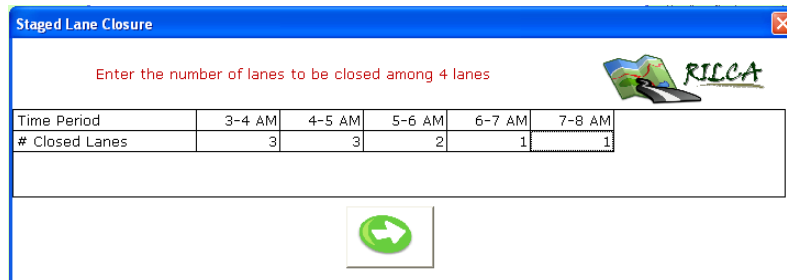 Staged Lane Closure
Enter the number of lanes to be closed among 4 lanes
RILCA
Time Period 3-4 AM 4-5 AM 5-6 AM 6-7 AM 7-8 AM
# Closed Lanes 3 3 2 1 1